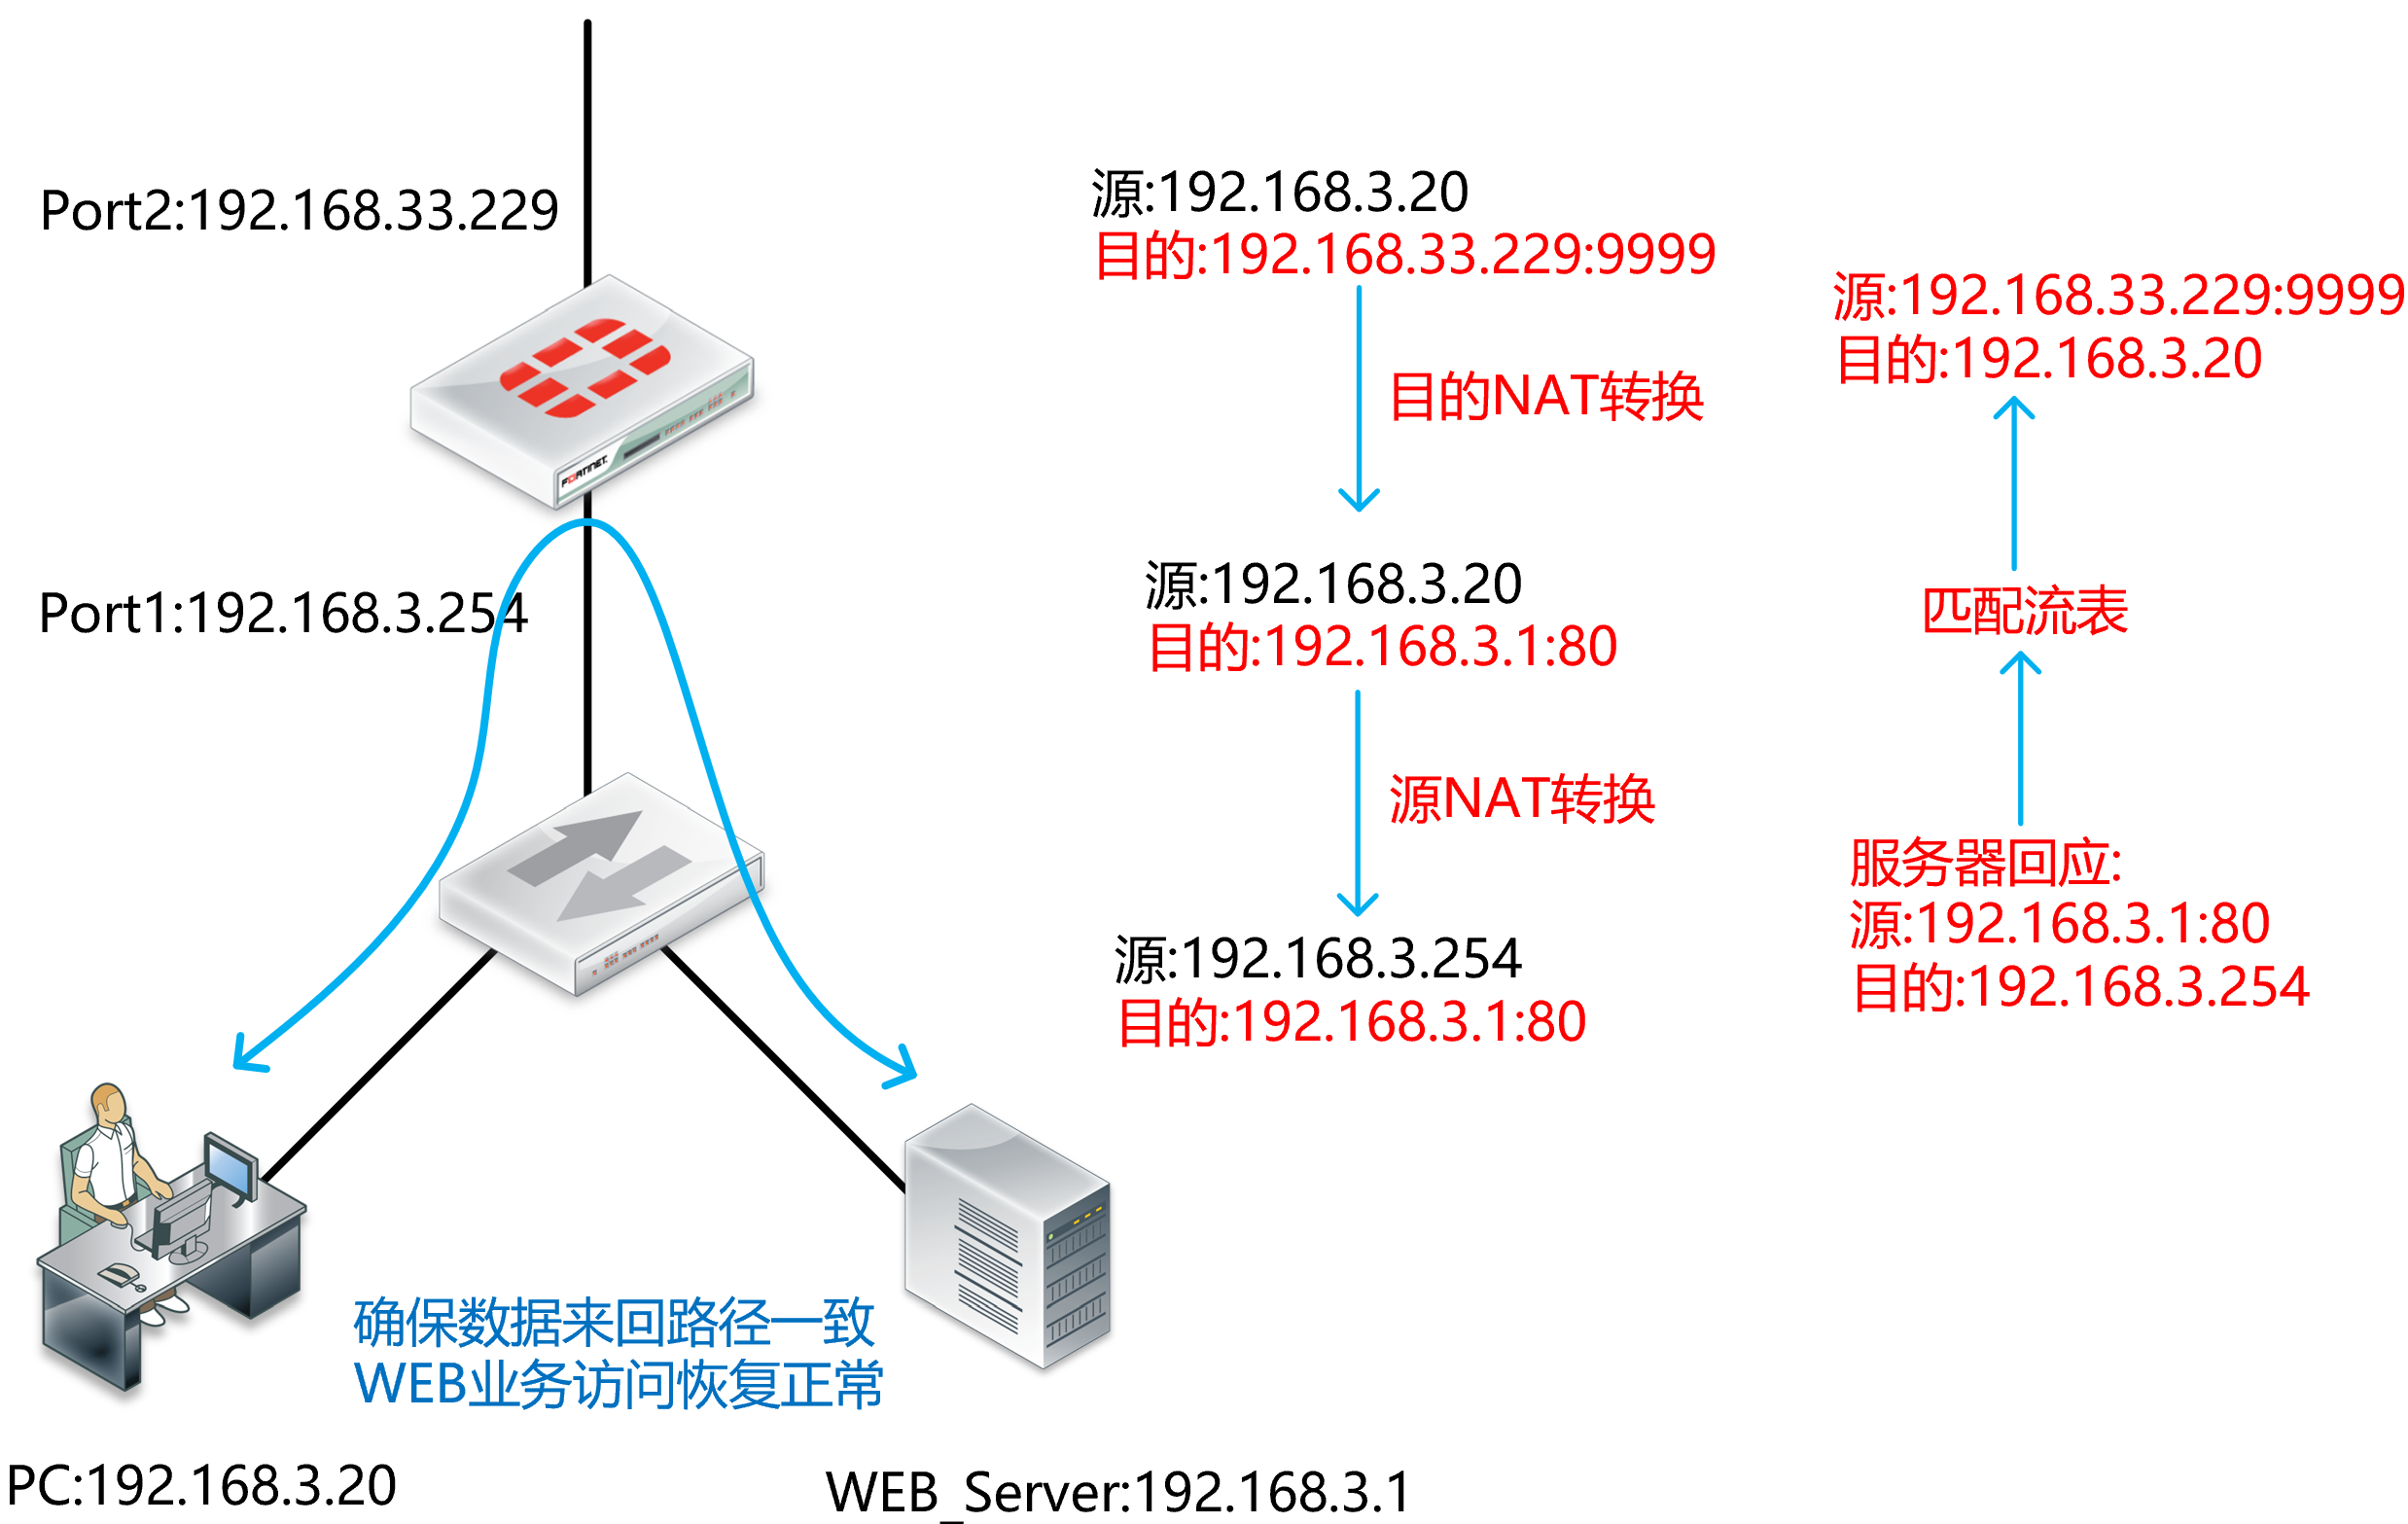 Port2:192.168.33.229
FORTINET
Port1:192.168.3.254
源:192.168.3.20
目的:192.168.33.229:9999
目的NAT转换
源:192.168.3.20
目的:192.168.3.1:80
源NAT转换
源:192.168.3.254
目的:192.168.3.1:80
源:192.168.33.229:9999
目的:192.168.3.20
匹配流表
服务器回应:
源:192.168.3.1:80
目的:192.168.3.254
确保数据来回路径一致
WEB业务访问恢复正常
PC:192.168.3.20
WEB_Server:192.168.3.1